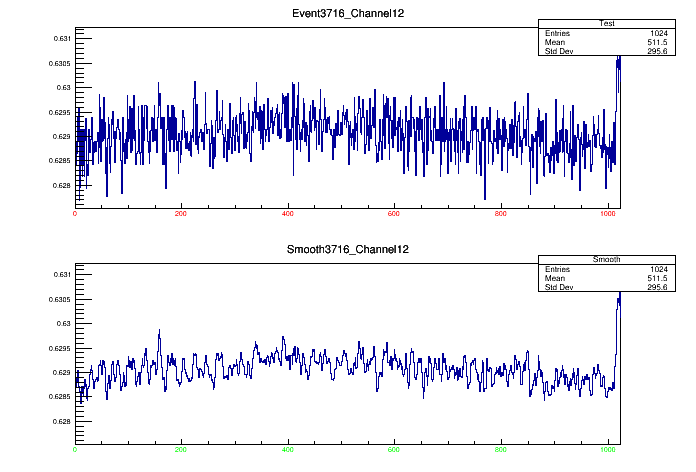 Event3716_Channel12
Test
Entries 1024
Mean 511.5
Std Dev 295.6
0.631
0.6305
0.63
0.6295
0.629
0.6285
0.628
0 200 400 600 800 1000
Smooth3716_Channel12
Smooth
Entries 1024
Mean 511.5
Std Dev 295.6
0.631
0.6305
0.63
0.6295
0.629
0.6285
0.628
0 200 400 600 800 1000